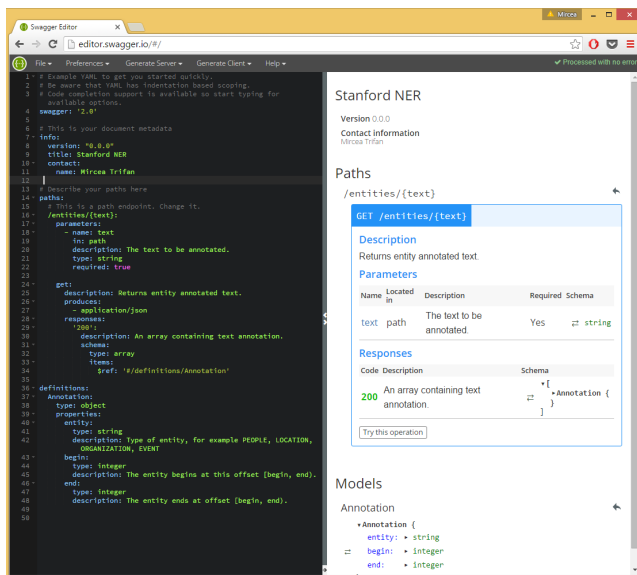 Swagger Editor
Mircea
editor.swagger.io/#/
File Preferences Generate Server Generate Client Help Processed with no error
1 # Example YAML to get you started quickly.
2 # Be aware that YAML has indentation based scoping.
3 # Code completion support is available so start typing for
available options.
4 swagger: '2.0'
5
6 # This is your document metadata
7 info:
8 version: "0.0.0"
9 title: Stanford NER
10 contact:
11 name: Mircea Trifan
12
13 # Describe your paths here
14 paths:
15 # This is a path endpoint. Change it.
16 /entities/{text}:
17 parameters:
18 - name: text
19 in: path
20 description: The text to be annotated.
21 type: string
22 required: true
23
24 get:
25 description: Returns entity annotated text.
26 produces:
27 - application/json
28 responses:
29 '200':
30 description: An array containing text annotation.
31 schema:
32 type: array
33 items:
34 $ref: '#/definitions/Annotation'
35
36 definitions:
37 Annotation:
38 type: object
39 properties:
40 entity:
41 type: string
42 description: Type of entity, for example PEOPLE, LOCATION,
ORGANIZATION, EVENT
43 begin:
44 type: integer
45 description: The entity begins at this offset [begin, end).
46 end:
47 type: integer
48 description: The entity ends at offset [begin, end).
49
50
Stanford NER
Version 0.0.0
Contact information
Mircea Trifan
Paths
/entities/{text}
GET /entities/{text}
Description
Returns entity annotated text.
Parameters
Name Located in Description Required Schema
text path The text to be annotated. Yes string
Responses
Code Description Schema
200 An array containing text annotation. [
Annotation {
}
]
Try this operation
Models
Annotation
Annotation {
entity: string
begin: integer
end: integer